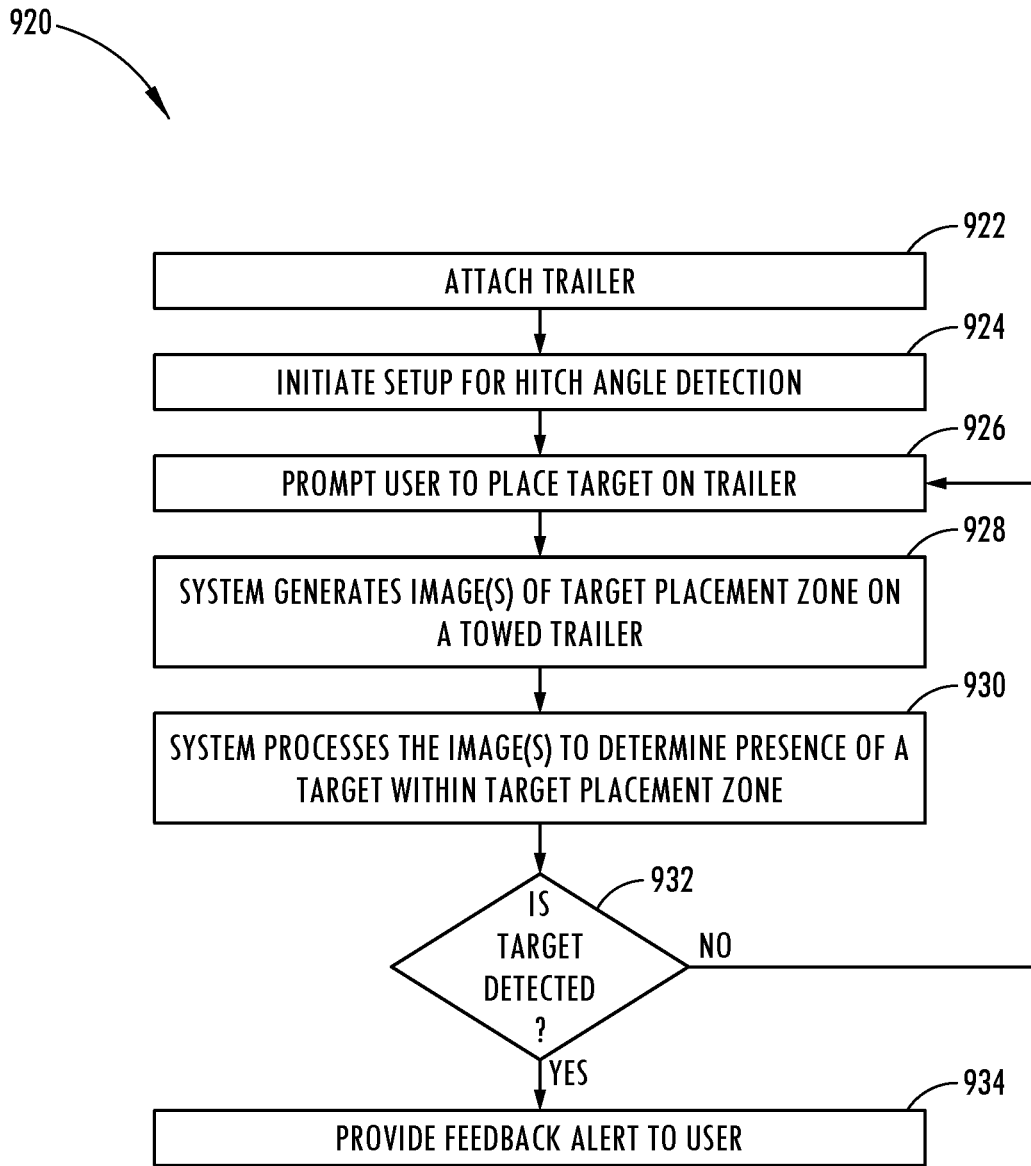 920
922
ATTACH TRAILER
924
INITIATE SETUP FOR HITCH ANGLE DETECTION
926
PROMPT USER TO PLACE TARGET ON TRAILER
928
SYSTEM GENERATES IMAGE(S) OF TARGET PLACEMENT ZONE ON
A TOWED TRAILER
930
SYSTEM PROCESSES THE IMAGE(S) TO DETERMINE PRESENCE OF A
TARGET WITHIN TARGET PLACEMENT ZONE
932
IS
TARGET
DETECTED
?
NO
YES
934
PROVIDE FEEDBACK ALERT TO USER